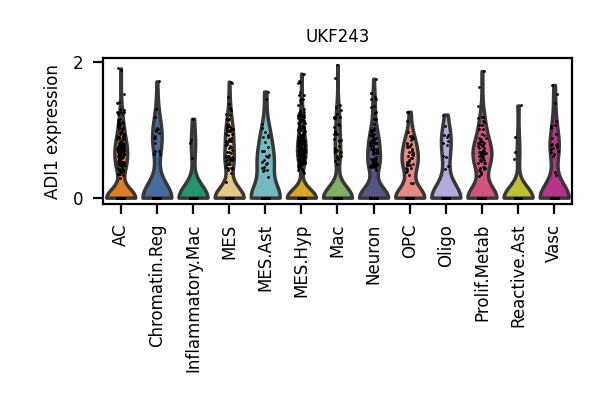 UKF243
ADI1 expression
2
0
AC
Chromatin.Reg
Inflammatory.Mac
MES
MES.Ast
MES.Hyp
Mac
Neuron
OPC
Oligo
Prolif.Metab
Reactive.Ast
Vasc